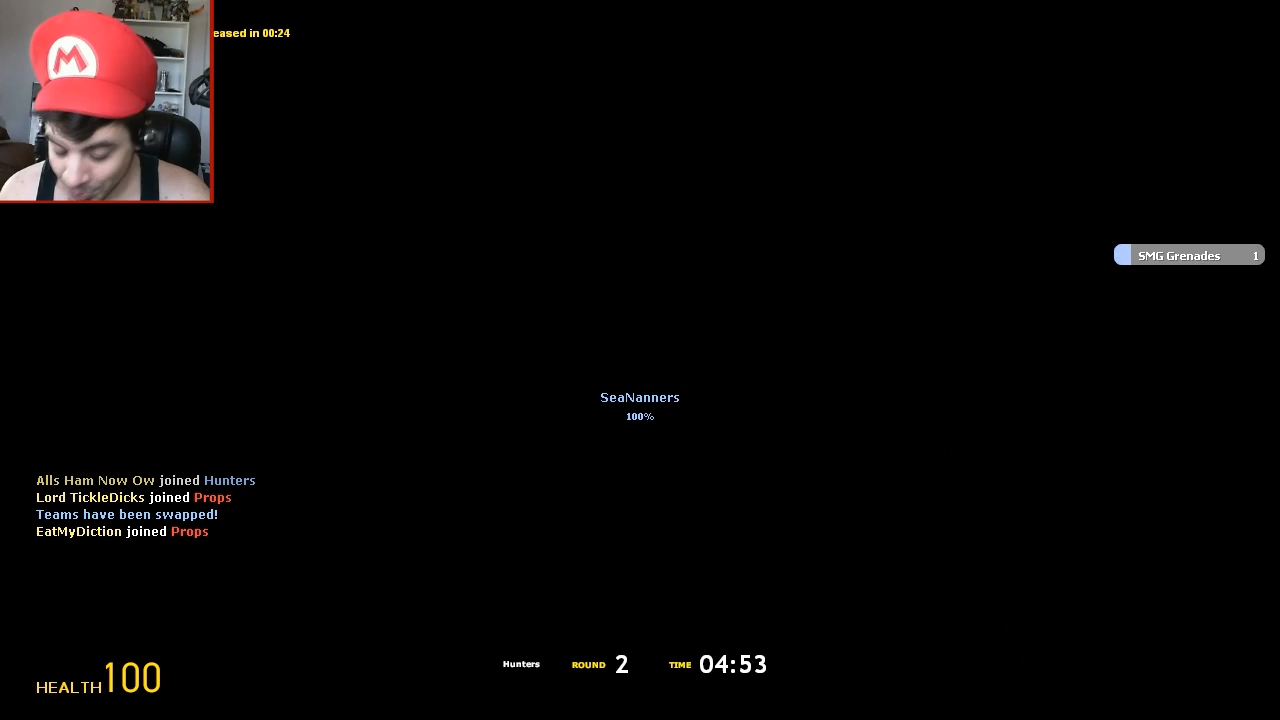 M
eased in 00:24
SMG Grenades 1
SeaNanners
100%
Alls Ham Now Ow joined Hunters
Lord TickleDicks joined Props
Teams have been swapped!
EatMyDiction joined Props
HEALTH 100
Hunters ROUND 2 TIME 04:53